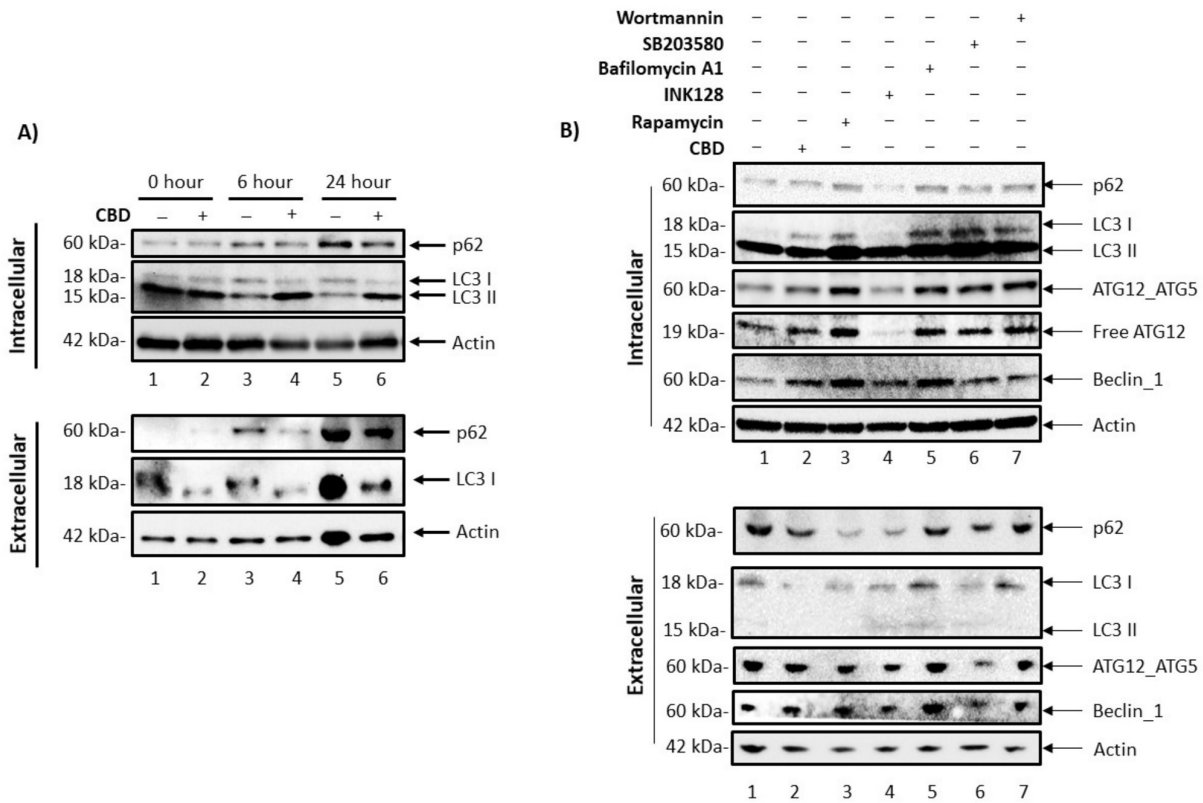 A)
0 hour 6 hour 24 hour
CBD – + – + – +
Intracellular
60 kDa- p62
18 kDa- LC3 I
15 kDa- LC3 II
42 kDa- Actin
1 2 3 4 5 6
Extracellular
60 kDa- p62
18 kDa- LC3 I
42 kDa- Actin
1 2 3 4 5 6
B)
Wortmannin – – – – – – +
SB203580 – – – – – + –
Bafilomycin A1 – – – – + – –
INK128 – – – + – – –
Rapamycin – – + – – – –
CBD – + – – – – –
Intracellular
60 kDa- p62
18 kDa- LC3 I
15 kDa- LC3 II
60 kDa- ATG12_ATG5
19 kDa- Free ATG12
60 kDa- Beclin_1
42 kDa- Actin
1 2 3 4 5 6 7
Extracellular
60 kDa- p62
18 kDa- LC3 I
15 kDa- LC3 II
60 kDa- ATG12_ATG5
60 kDa- Beclin_1
42 kDa- Actin
1 2 3 4 5 6 7